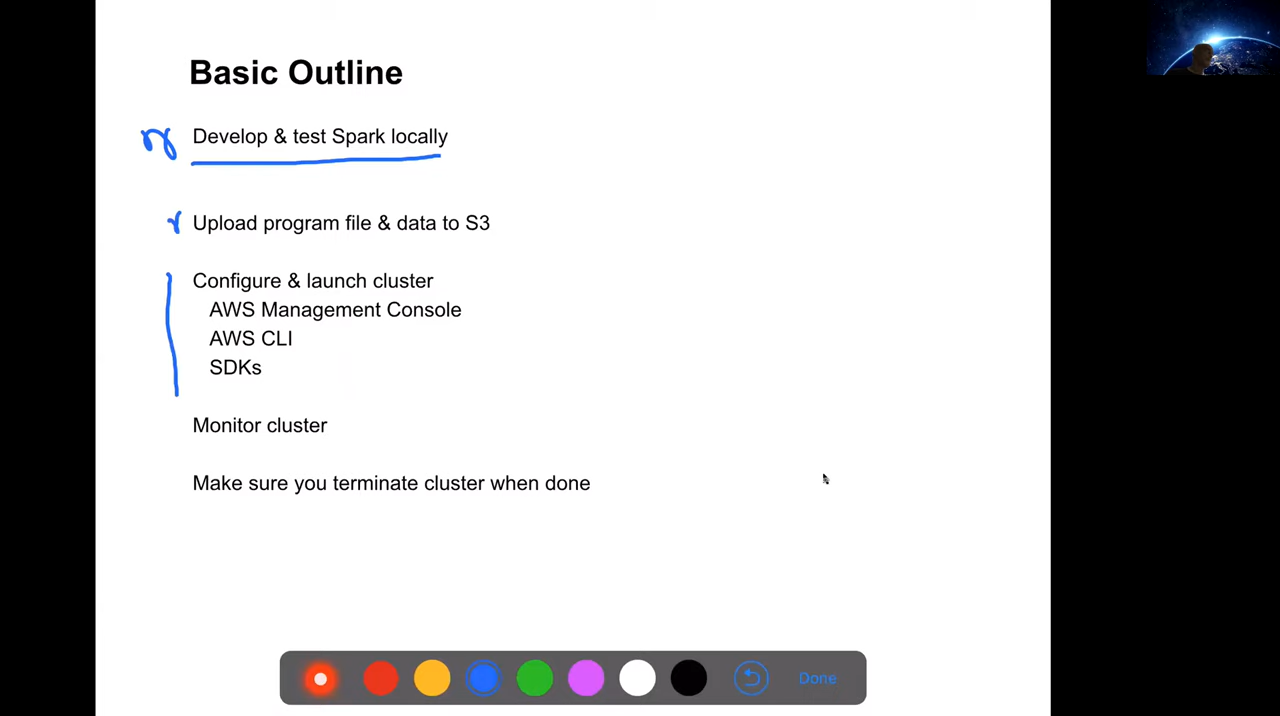 Basic Outline
Develop & test Spark locally
Upload program file & data to S3
Configure & launch cluster
AWS Management Console
AWS CLI
SDKs
Monitor cluster
Make sure you terminate cluster when done
Done